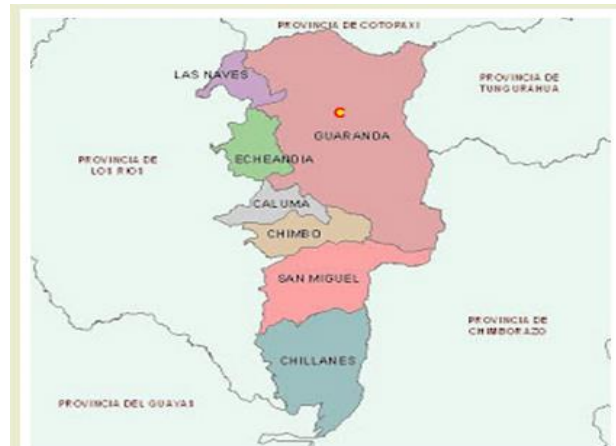 PROVINCIA DE COTOPAXI
LAS NAVES
PROVINCIA DE
TUNGURAHUA
C
GUARANDA
PROVINCIA DE
LOS RIOS
ECHEANDIA
CALUMA
CHIMBO
SAN MIGUEL
PROVINCIA DE
CHIMBORAZO
CHILLANES
PROVINCIA DEL GUAYAS